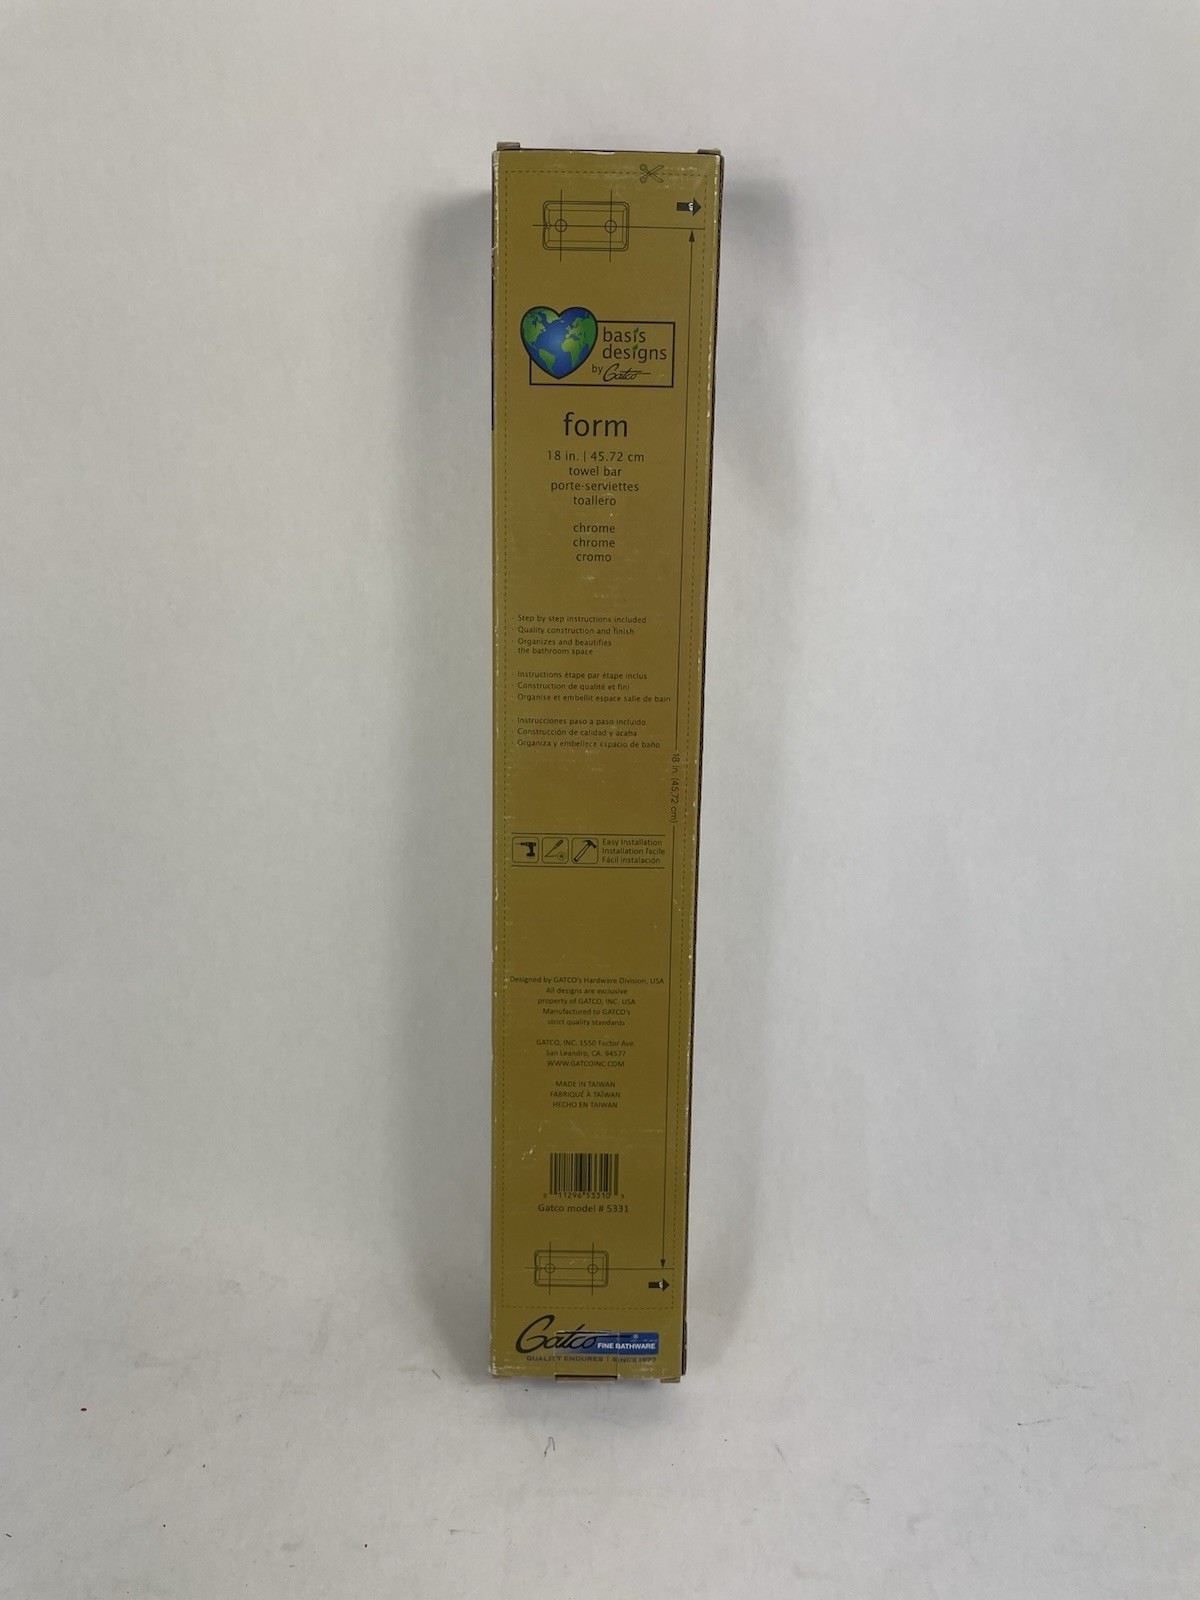 UP
basis
designs
by Gatco
form
18 in. | 45.72 cm
towel bar
porte-serviettes
toallero
chrome
chrome
cromo
· Step by step instructions included
· Quality construction and finish
· Organizes and beautifies
the bathroom space
· Instructions étape par étape inclus
· Construction de qualité et fini
· Organise et embellit espace salle de bain
· Instrucciones paso a paso incluido
· Construcción de calidad y acaba
· Organiza y embellece espacio de baño
18 in. (45.72 cm)
Easy Installation
Installation Facile
Fácil instalación
Designed by GATCO's Hardware Division, USA
All designs are exclusive
property of GATCO, INC, USA
Manufactured to GATCO's
strict quality standards
GATCO, INC. 1550 Factor Ave.
San Leandro, CA. 94577
WWW.GATCOINC.COM
MADE IN TAIWAN
FABRIQUÉ À TAÏWAN
HECHO EN TAIWAN
0 11296 53310 3
Gatco model # 5331
Gatco FINE BATHWARE
QUALITY ENDURES | SINCE 1977